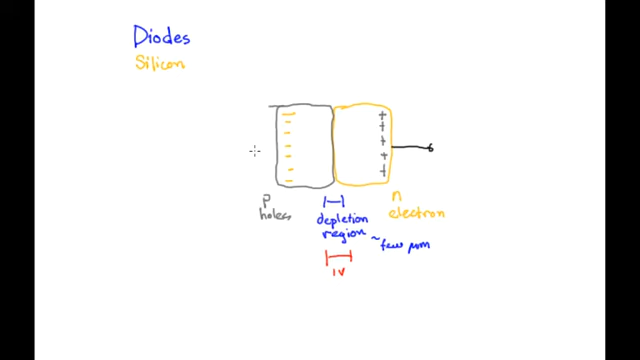 Diodes
Silicon
P
holes
n
electron
depletion
region
~ few μm
1V